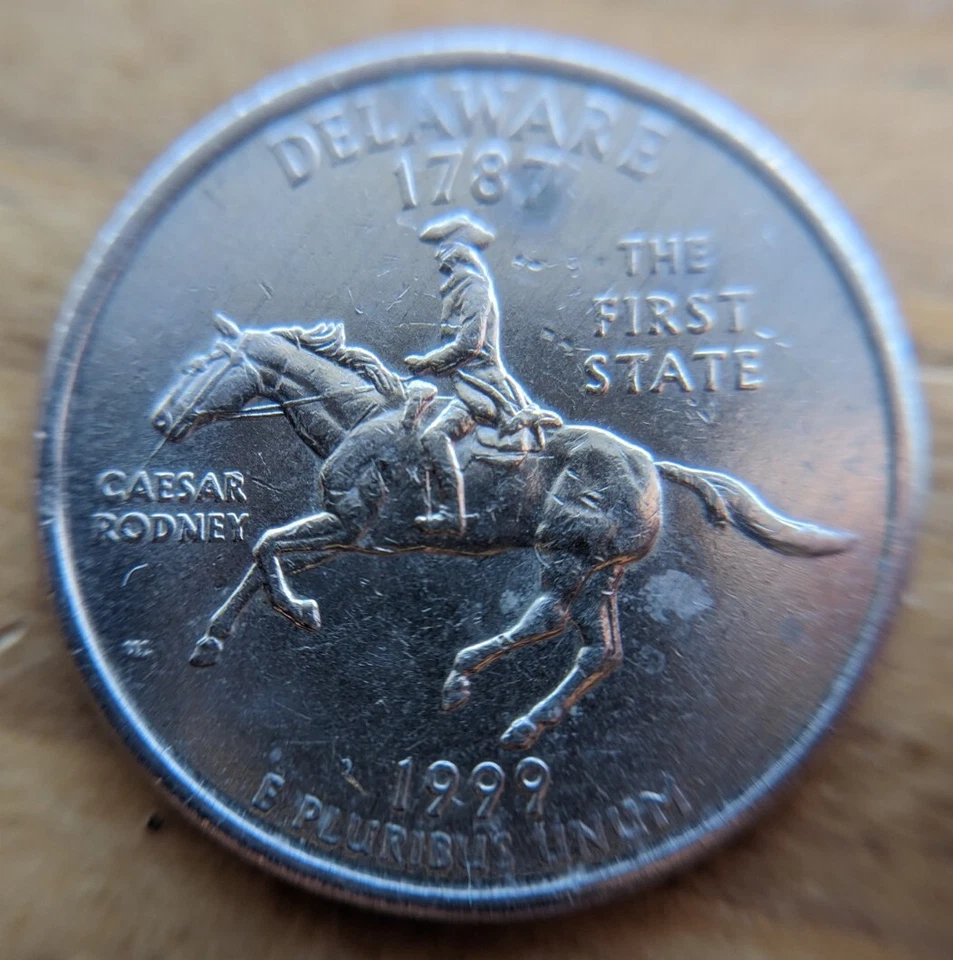 DELAWARE
1787
THE
FIRST
STATE
CAESAR
RODNEY
1999
E PLURIBUS UNUM